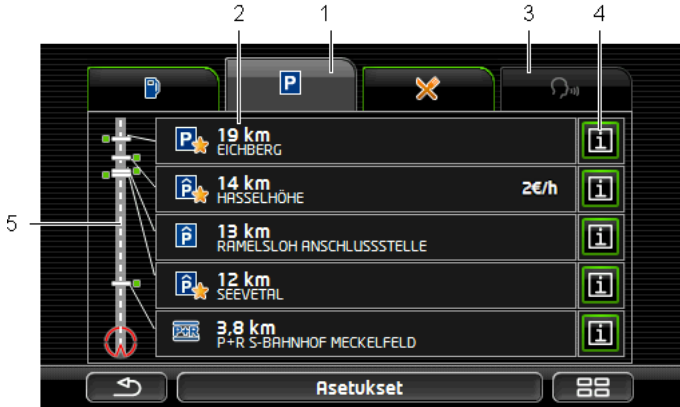 2
1
3
4
P
P
19 km
EICHBERG
i
P
14 km
HASSELHÖHE
2€/h
i
P
13 km
RAMELSLOH ANSCHLUSSSTELLE
i
5
P
12 km
SEEVETAL
i
P+R
3,8 km
P+R S-BAHNHOF MECKELFELD
i
Asetukset